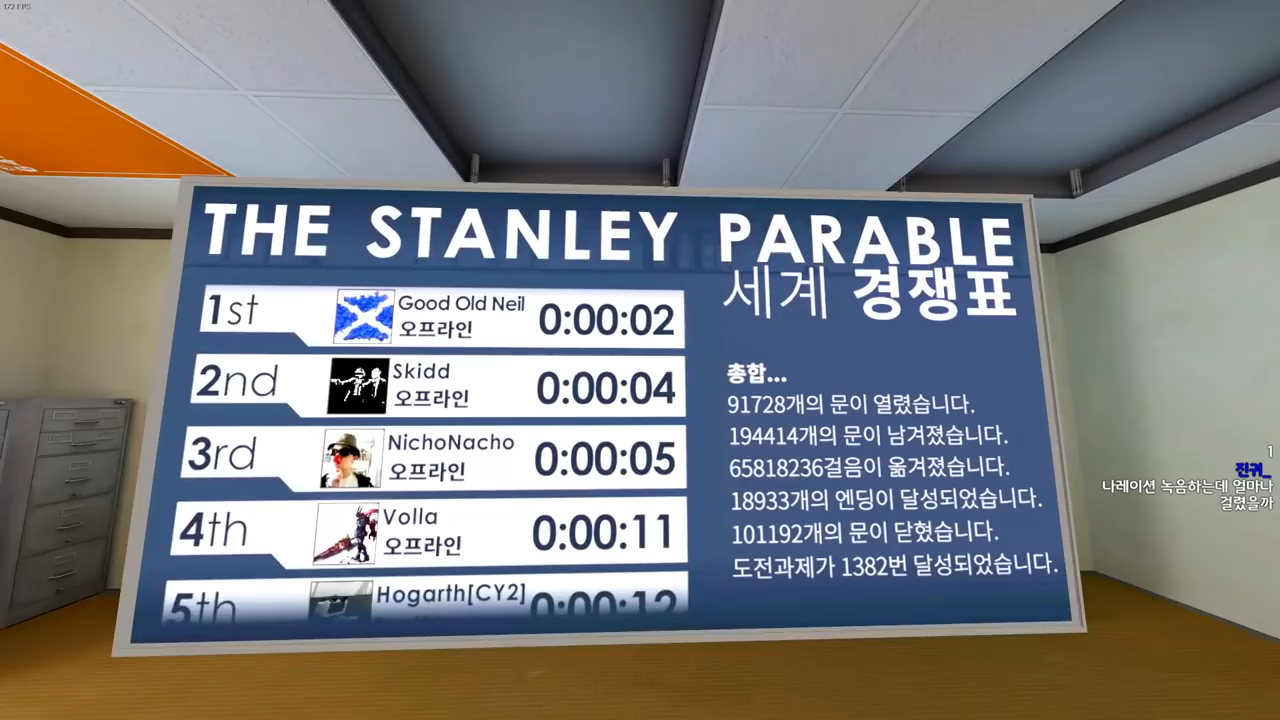 172 FPS
THE STANLEY PARABLE
세계 경쟁표
1st
Good Old Neil
오프라인
0:00:02
2nd
Skidd
오프라인
0:00:04
3rd
NichoNacho
오프라인
0:00:05
4th
Volla
오프라인
0:00:11
5th
Hogarth[CY2]
0:00:12
총합...
91728개의 문이 열렸습니다.
194414개의 문이 남겨졌습니다.
65818236걸음이 옮겨졌습니다.
18933개의 엔딩이 달성되었습니다.
101192개의 문이 닫혔습니다.
도전과제가 1382번 달성되었습니다.
1
진귀_
나레이션 녹음하는데 얼마나
걸렸을까